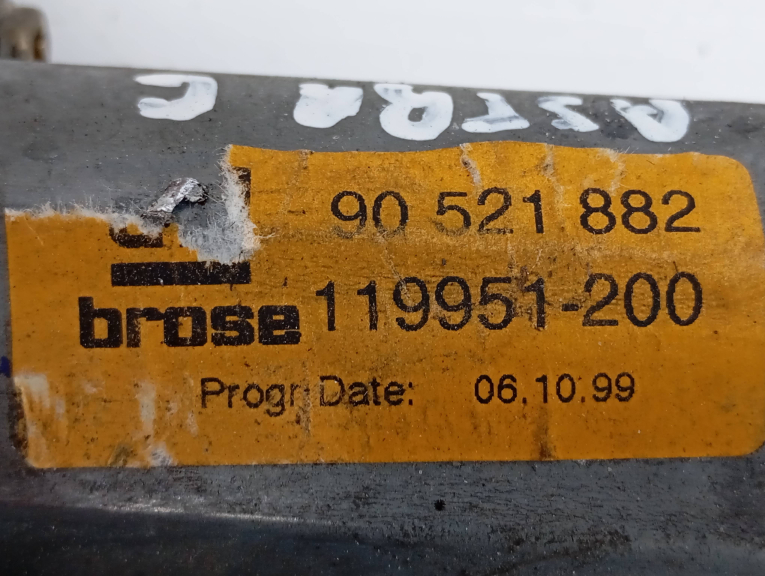 ASTRA G
90 521 882
brose 119951-200
Progr.Date: 06.10.99